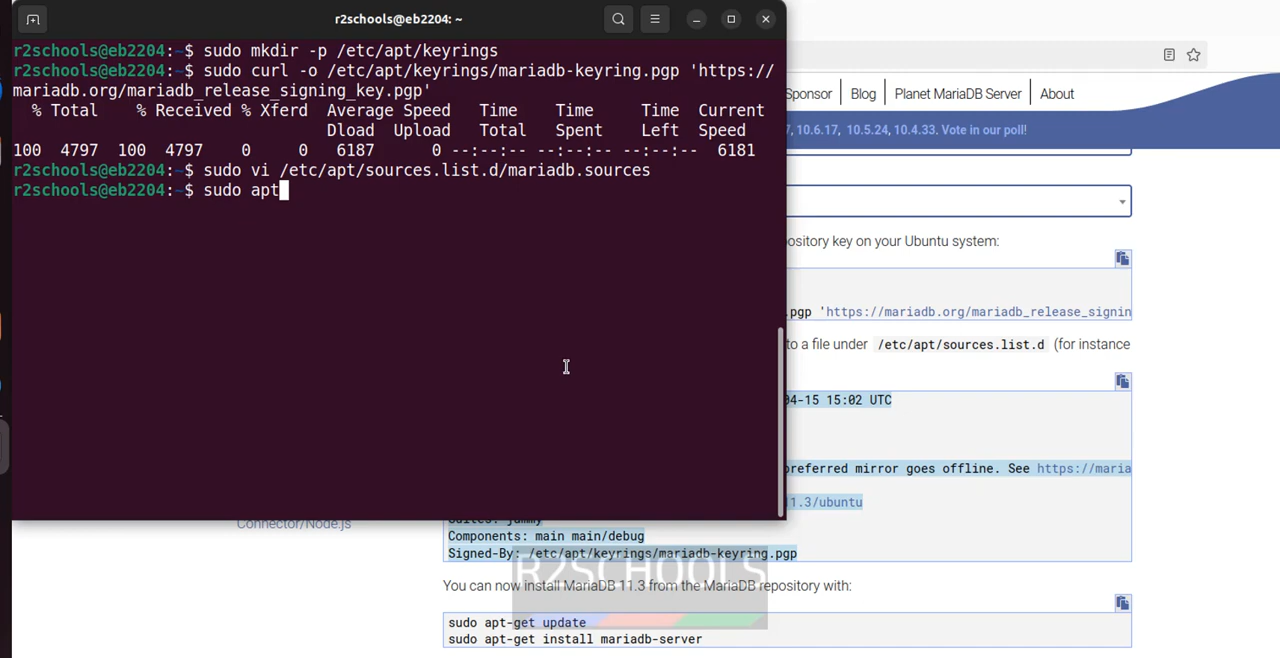 r2schools@eb2204: ~
r2schools@eb2204:~$ sudo mkdir -p /etc/apt/keyrings
r2schools@eb2204:~$ sudo curl -o /etc/apt/keyrings/mariadb-keyring.pgp 'https://
mariadb.org/mariadb_release_signing_key.pgp'
% Total % Received % Xferd Average Speed Time Time Time Current
Dload Upload Total Spent Left Speed
100 4797 100 4797 0 0 6187 0 --:--:-- --:--:-- --:--:-- 6181
r2schools@eb2204:~$ sudo vi /etc/apt/sources.list.d/mariadb.sources
r2schools@eb2204:~$ sudo apt
Sponsor Blog Planet MariaDB Server About
7, 10.6.17, 10.5.24, 10.4.33. Vote in our poll!
ository key on your Ubuntu system:
.pgp 'https://mariadb.org/mariadb_release_signin
to a file under /etc/apt/sources.list.d (for instance
04-15 15:02 UTC
preferred mirror goes offline. See https://maria
11.3/ubuntu
Connector/Node.js
Suites: jammy
Components: main main/debug
Signed-By: /etc/apt/keyrings/mariadb-keyring.pgp
R2SCHOOLS
You can now install MariaDB 11.3 from the MariaDB repository with:
sudo apt-get update
sudo apt-get install mariadb-server